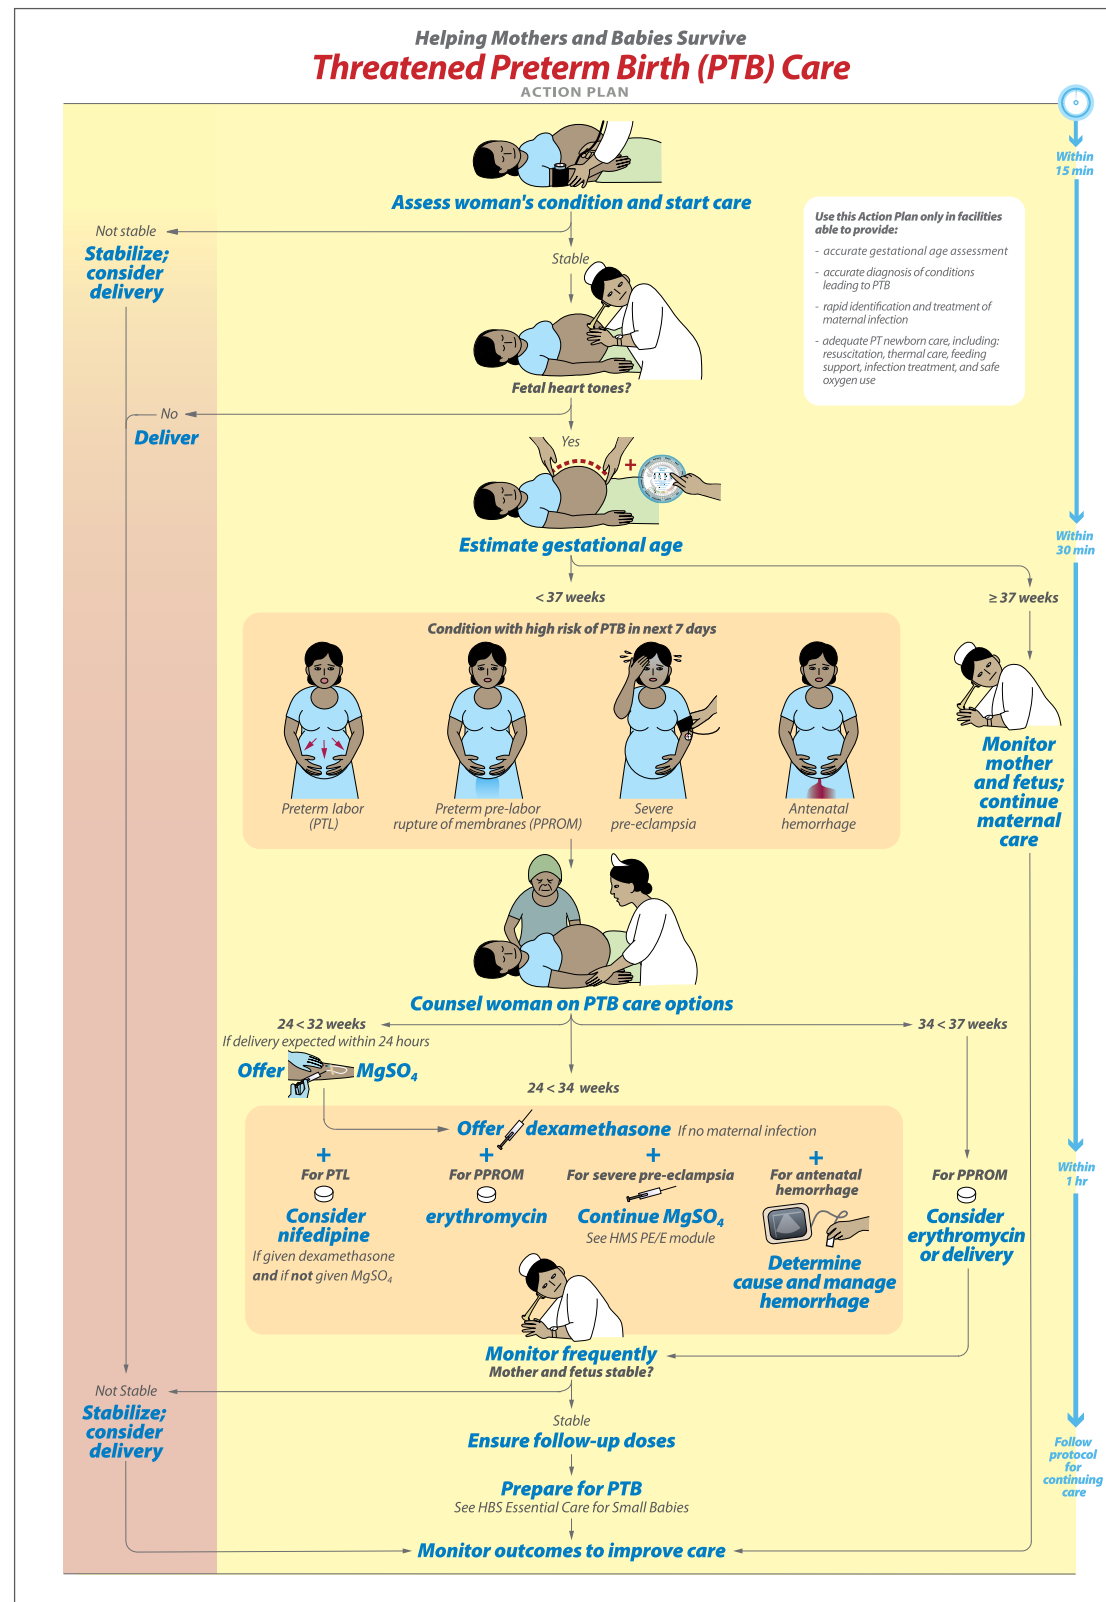 Helping Mothers and Babies Survive
Threatened Preterm Birth (PTB) Care
ACTION PLAN
Within
15 min
Assess woman's condition and start care
Use this Action Plan only in facilities
able to provide:
- accurate gestational age assessment
- accurate diagnosis of conditions
leading to PTB
- rapid identification and treatment of
maternal infection
- adequate PT newborn care, including:
resuscitation, thermal care, feeding
support, infection treatment, and safe
oxygen use
Not stable
Stabilize;
consider
delivery
Stable
Fetal heart tones?
No
Deliver
Yes
+
Estimate gestational age
Within
30 min
< 37 weeks
≥ 37 weeks
Condition with high risk of PTB in next 7 days
Preterm labor
(PTL)
Preterm pre-labor
rupture of membranes (PPROM)
Severe
pre-eclampsia
Antenatal
hemorrhage
Monitor
mother
and fetus;
continue
maternal
care
Counsel woman on PTB care options
24 < 32 weeks
If delivery expected within 24 hours
Offer MgSO₄
24 < 34 weeks
34 < 37 weeks
Offer dexamethasone If no maternal infection
+
For PTL
Consider
nifedipine
If given dexamethasone
and if not given MgSO₄
+
For PPROM
erythromycin
+
For severe pre-eclampsia
Continue MgSO₄
See HMS PE/E module
+
For antenatal
hemorrhage
Determine
cause and manage
hemorrhage
For PPROM
Consider
erythromycin
or delivery
Within
1 hr
Monitor frequently
Mother and fetus stable?
Not Stable
Stabilize;
consider
delivery
Stable
Ensure follow-up doses
Prepare for PTB
See HBS Essential Care for Small Babies
Follow
protocol
for
continuing
care
Monitor outcomes to improve care